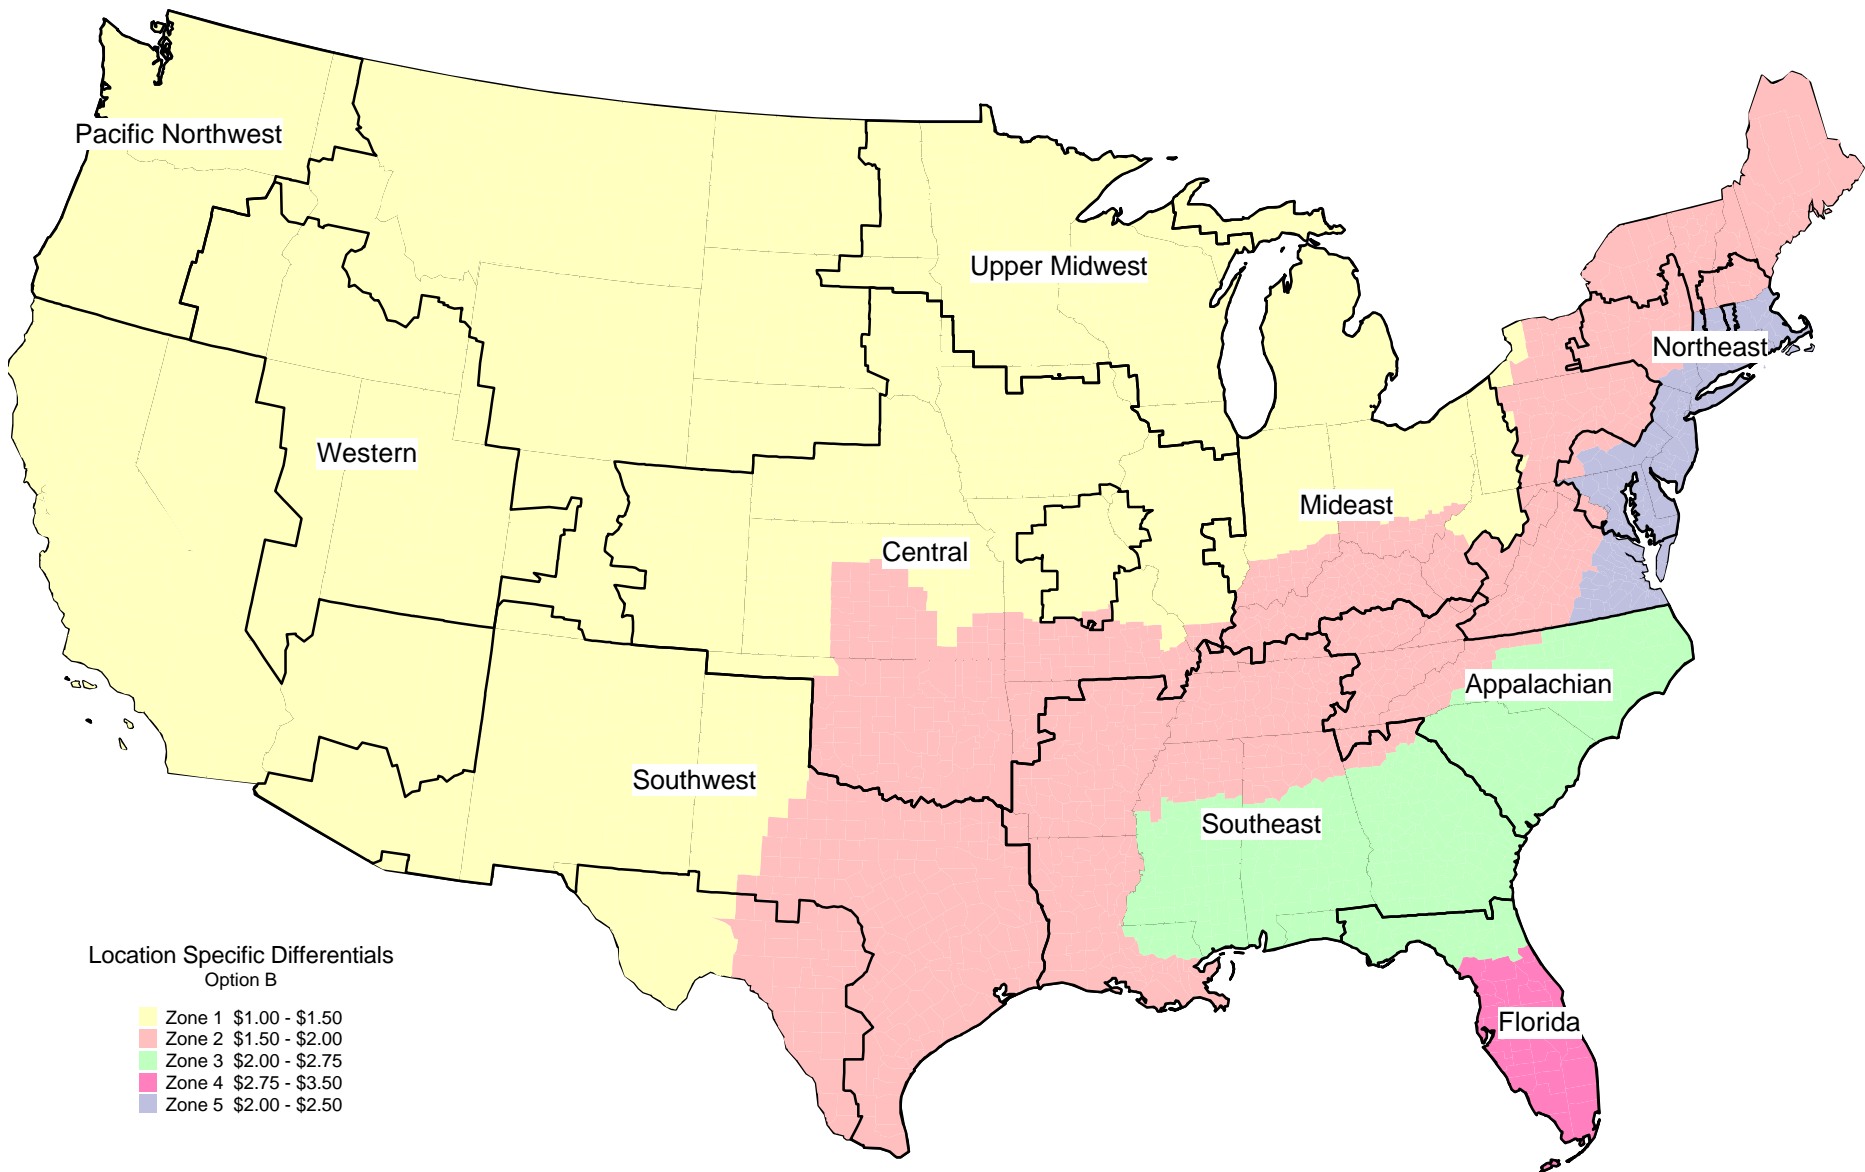 Pacific Northwest
Upper Midwest
Northeast
Western
Mideast
Central
Appalachian
Southwest
Southeast
Florida
Location Specific Differentials
Option B
Zone 1 $1.00 - $1.50
Zone 2 $1.50 - $2.00
Zone 3 $2.00 - $2.75
Zone 4 $2.75 - $3.50
Zone 5 $2.00 - $2.50